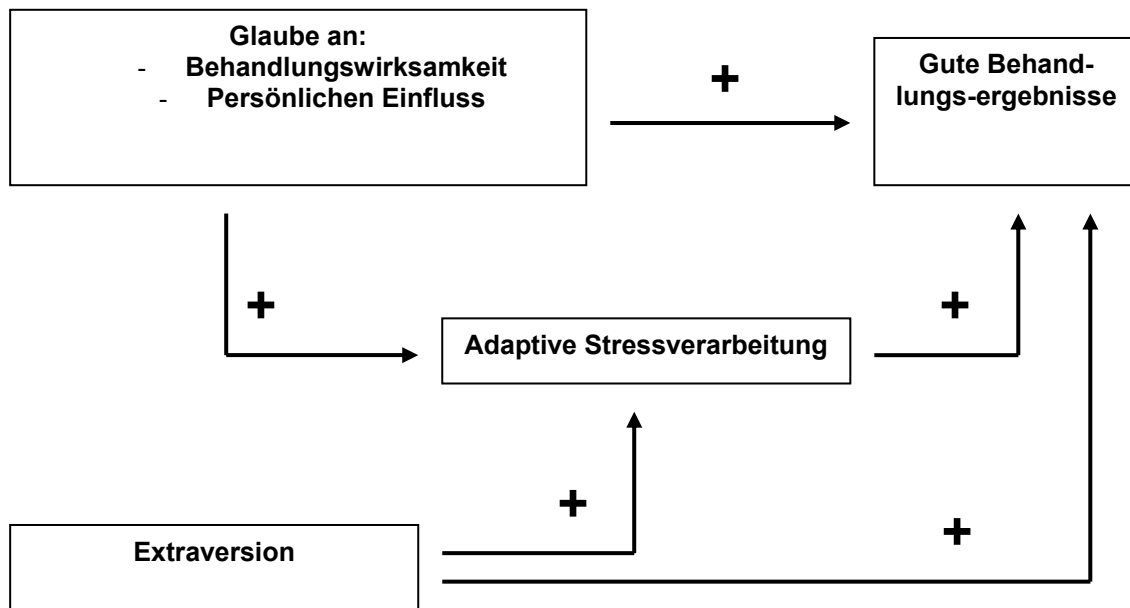 Glaube an:
- Behandlungswirksamkeit
- Persönlichen Einfluss
+
Gute Behand-
lungs-ergebnisse
+
+
Adaptive Stressverarbeitung
+
+
Extraversion